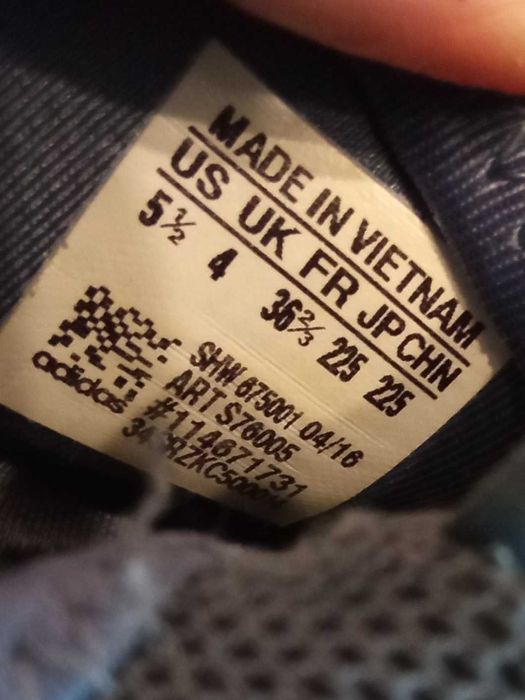 MADE IN VIETNAM
US UK FR JP CHN
5½ 4 36⅔ 225 225
SHW 675001 04/16
ART S76005
#114671731
adidas